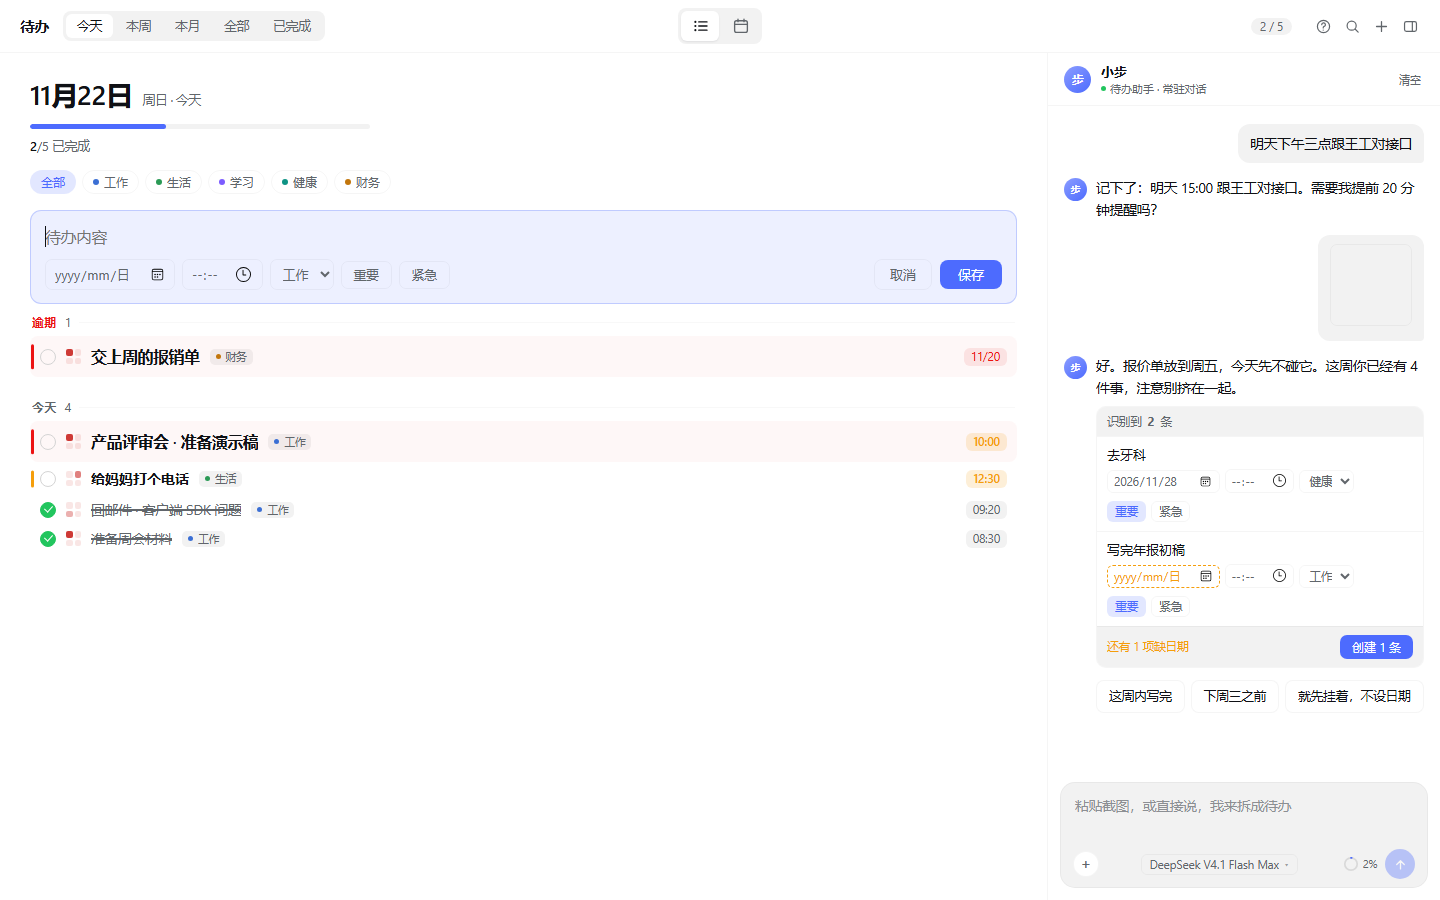 待办 今天 本周 本月 全部 已完成 2 / 5
11月22日 周日 · 今天
2/5 已完成
全部 工作 生活 学习 健康 财务
待办内容
yyyy/mm/日 --:-- 工作 重要 紧急 取消 保存
逾期 1
交上周的报销单 财务 11/20
今天 4
产品评审会 · 准备演示稿 工作 10:00
给妈妈打个电话 生活 12:30
回邮件 · 客户端 SDK 问题 工作 09:20
准备周会材料 工作 08:30
步 小步 清空
待办助手 · 常驻对话
明天下午三点跟王工对接口
步 记下了：明天 15:00 跟王工对接口。需要我提前 20 分
钟提醒吗？
步 好。报价单放到周五，今天先不碰它。这周你已经有 4
件事，注意别挤在一起。
识别到 2 条
去牙科
2026/11/28 --:-- 健康
重要 紧急
写完年报初稿
yyyy/mm/日 --:-- 工作
重要 紧急
还有 1 项缺日期 创建 1 条
这周内写完 下周三之前 就先挂着，不设日期
粘贴截图，或直接说，我来拆成待办
DeepSeek V4.1 Flash Max 2%